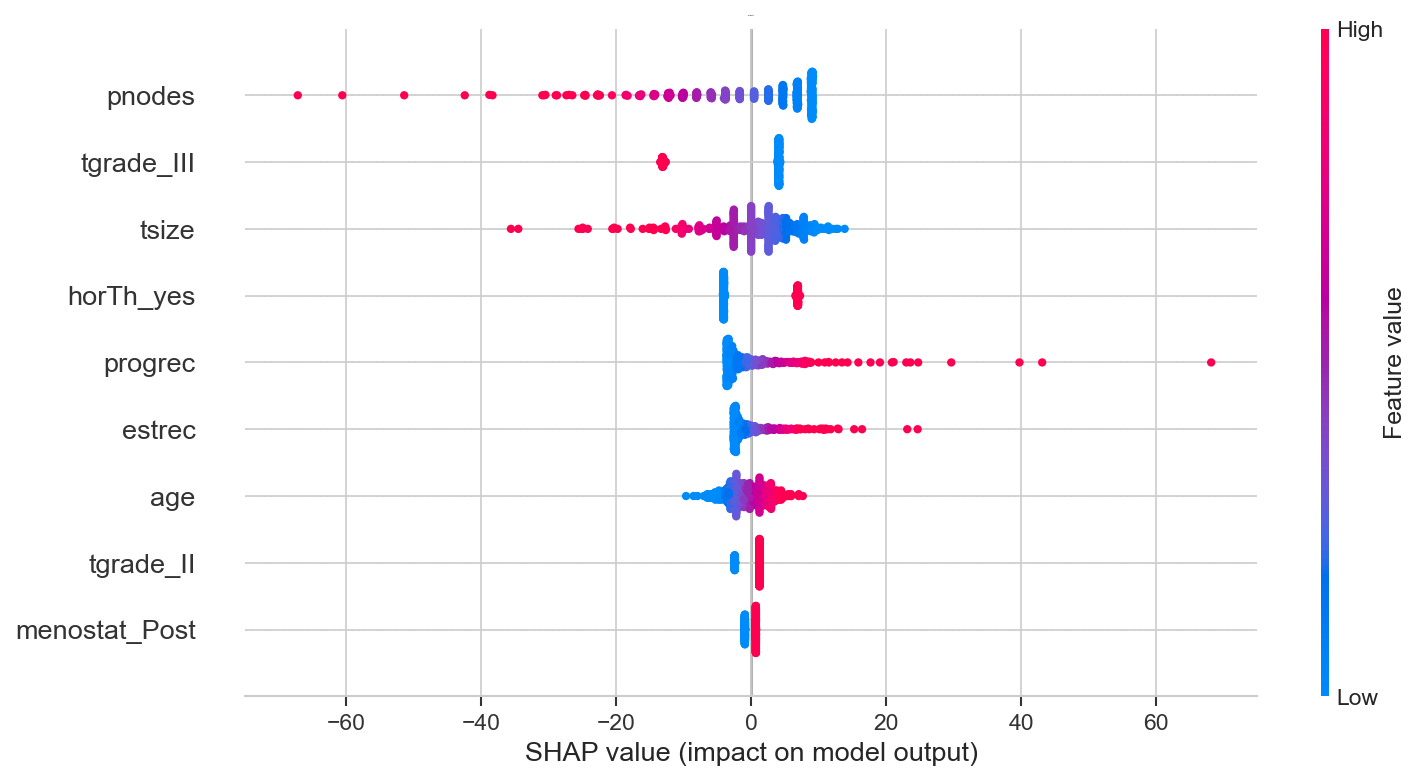 High
pnodes
tgrade_III
tsize
horTh_yes
progrec
estrec
age
tgrade_II
menostat_Post
Feature value
Low
−60 −40 −20 0 20 40 60
SHAP value (impact on model output)